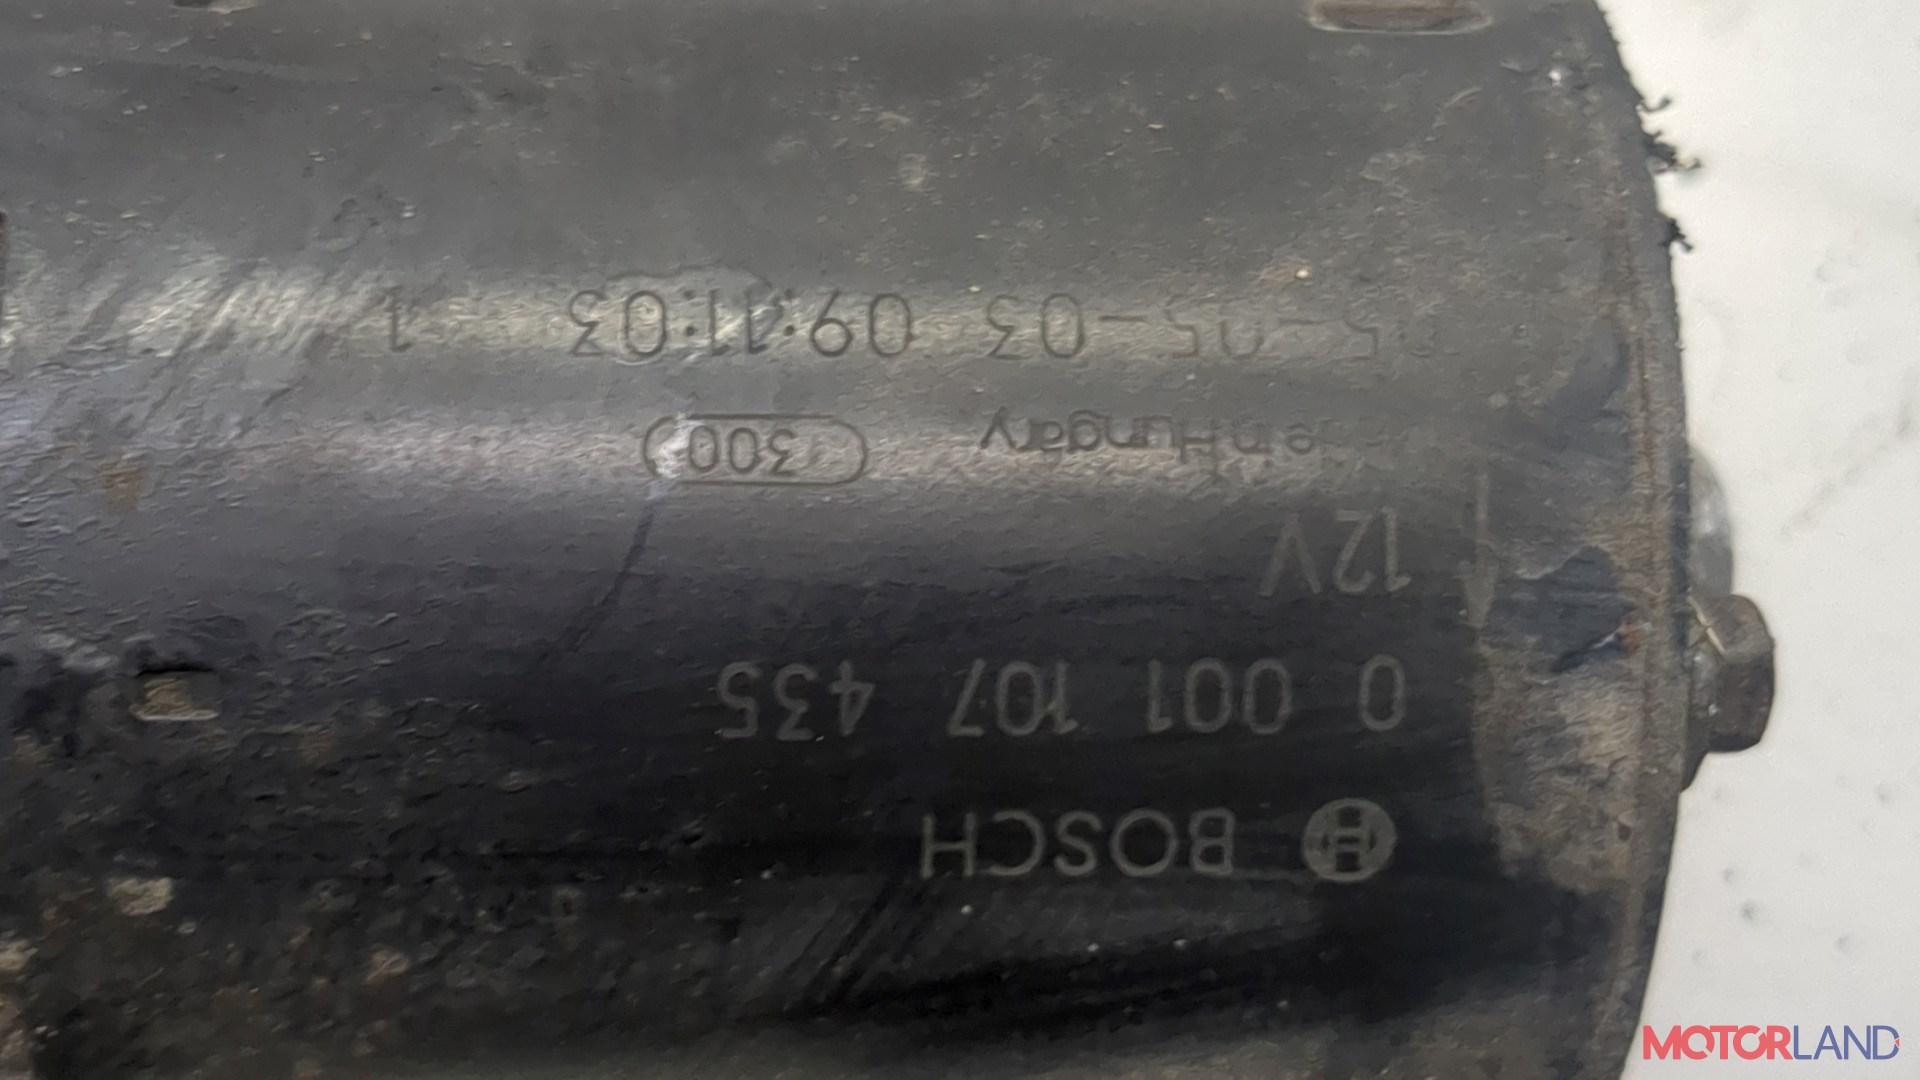 BOSCH
0 001 107 435
12V
in Hungary 300
5-05-03 09:11:03 1
MOTORLAND